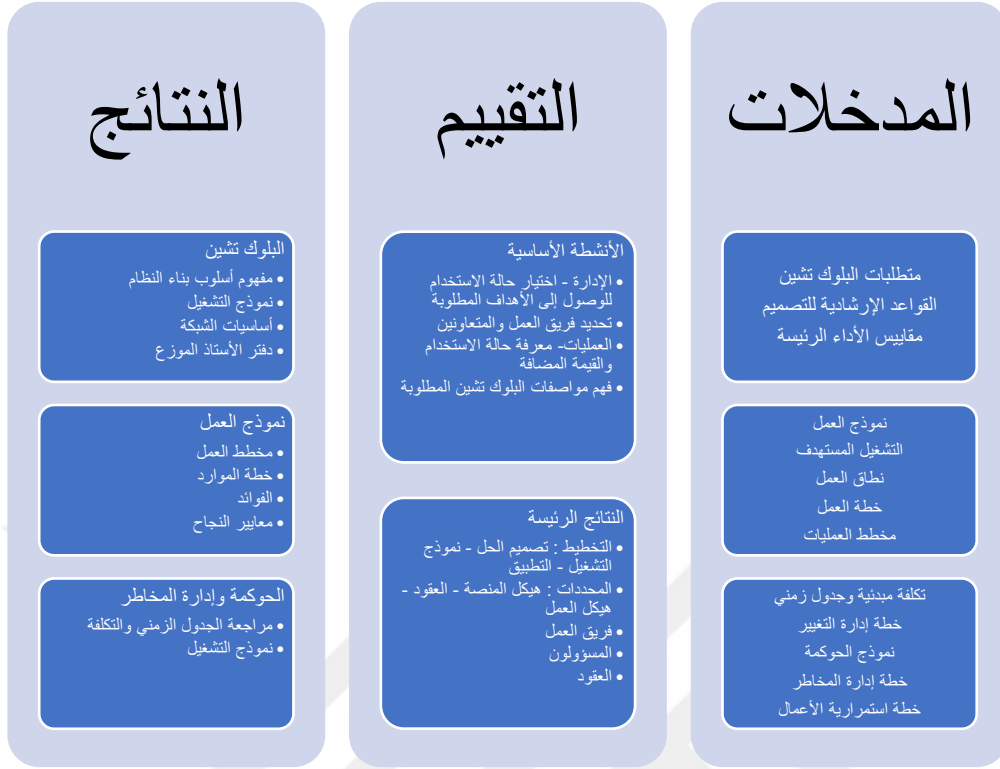 المدخلات
متطلبات البلوك تشين
القواعد الإرشادية للتصميم
مقاييس الأداء الرئيسة
نموذج العمل
التشغيل المستهدف
نطاق العمل
خطة العمل
مخطط العمليات
تكلفة مبدئية وجدول زمني
خطة إدارة التغيير
نموذج الحوكمة
خطة إدارة المخاطر
خطة استمرارية الأعمال
التقييم
الأنشطة الأساسية
• الإدارة - اختيار حالة الاستخدام
للوصول إلى الأهداف المطلوبة
• تحديد فريق العمل والمتعاونين
• العمليات- معرفة حالة الاستخدام
والقيمة المضافة
• فهم مواصفات البلوك تشين المطلوبة
النتائج الرئيسة
• التخطيط : تصميم الحل - نموذج
التشغيل - التطبيق
• المحددات : هيكل المنصة - العقود -
هيكل العمل
• فريق العمل
• المسؤولون
• العقود
النتائج
البلوك تشين
• مفهوم أسلوب بناء النظام
• نموذج التشغيل
• أساسيات الشبكة
• دفتر الأستاذ الموزع
نموذج العمل
• مخطط العمل
• خطة الموارد
• الفوائد
• معايير النجاح
الحوكمة وإدارة المخاطر
• مراجعة الجدول الزمني والتكلفة
• نموذج التشغيل